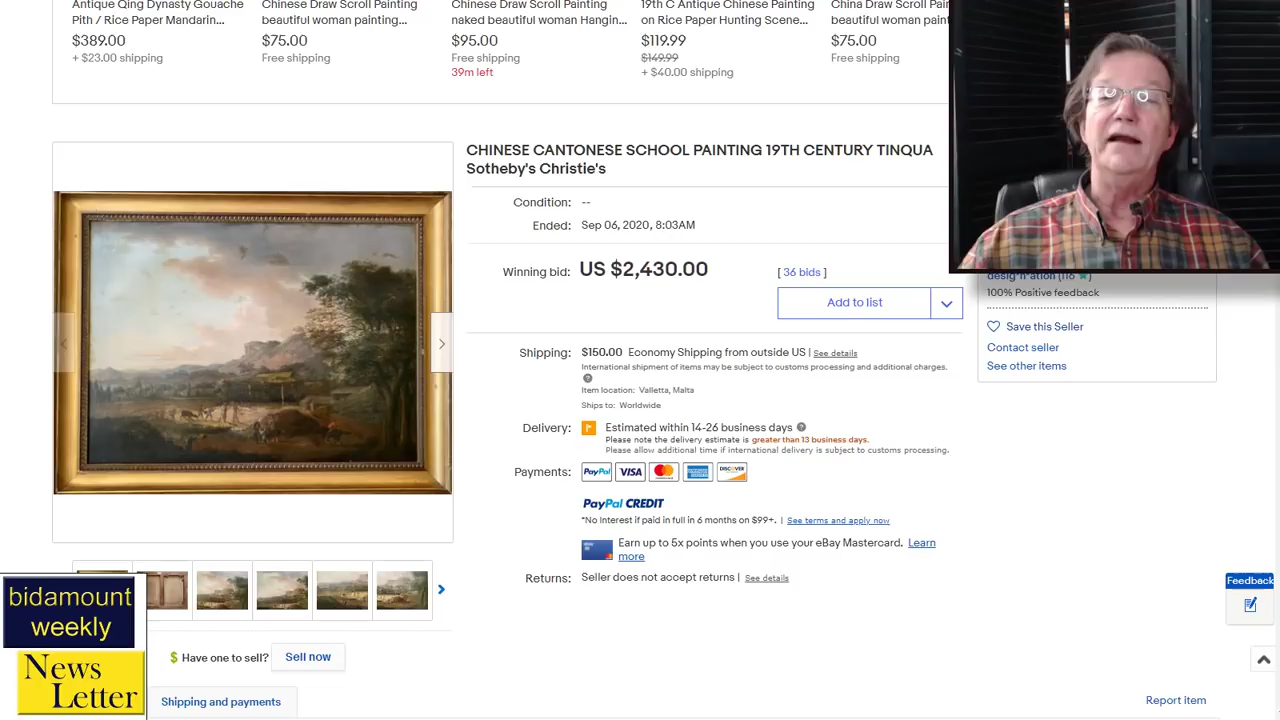 Antique Qing Dynasty Gouache
Pith / Rice Paper Mandarin...
$389.00
+ $23.00 shipping
Chinese Draw Scroll Painting
beautiful woman painting...
$75.00
Free shipping
Chinese Draw Scroll Painting
naked beautiful woman Hangin...
$95.00
Free shipping
39m left
19th C Antique Chinese Painting
on Rice Paper Hunting Scene...
$119.99
$149.99
+ $40.00 shipping
China Draw Scroll
beautiful woman
$75.00
Free shipping
CHINESE CANTONESE SCHOOL PAINTING 19TH CENTURY TINQUA
Sotheby's Christie's
Condition: --
Ended: Sep 06, 2020, 8:03AM
Winning bid: US $2,430.00 [ 36 bids ]
Add to list
100% Positive feedback
Save this Seller
Contact seller
See other items
Shipping: $150.00 Economy Shipping from outside US | See details
International shipment of items may be subject to customs processing and additional charges.
Item location: Valletta, Malta
Ships to: Worldwide
Delivery: Estimated within 14-26 business days
Please note the delivery estimate is greater than 13 business days.
Please allow additional time if international delivery is subject to customs processing.
Payments: PayPal VISA MasterCard DISCOVER
PayPal CREDIT
*No Interest if paid in full in 6 months on $99+. | See terms and apply now
Earn up to 5x points when you use your eBay Mastercard. Learn
more
Returns: Seller does not accept returns | See details
$ Have one to sell? Sell now
Shipping and payments
Report item
Feedback
bidamount
weekly
News
Letter